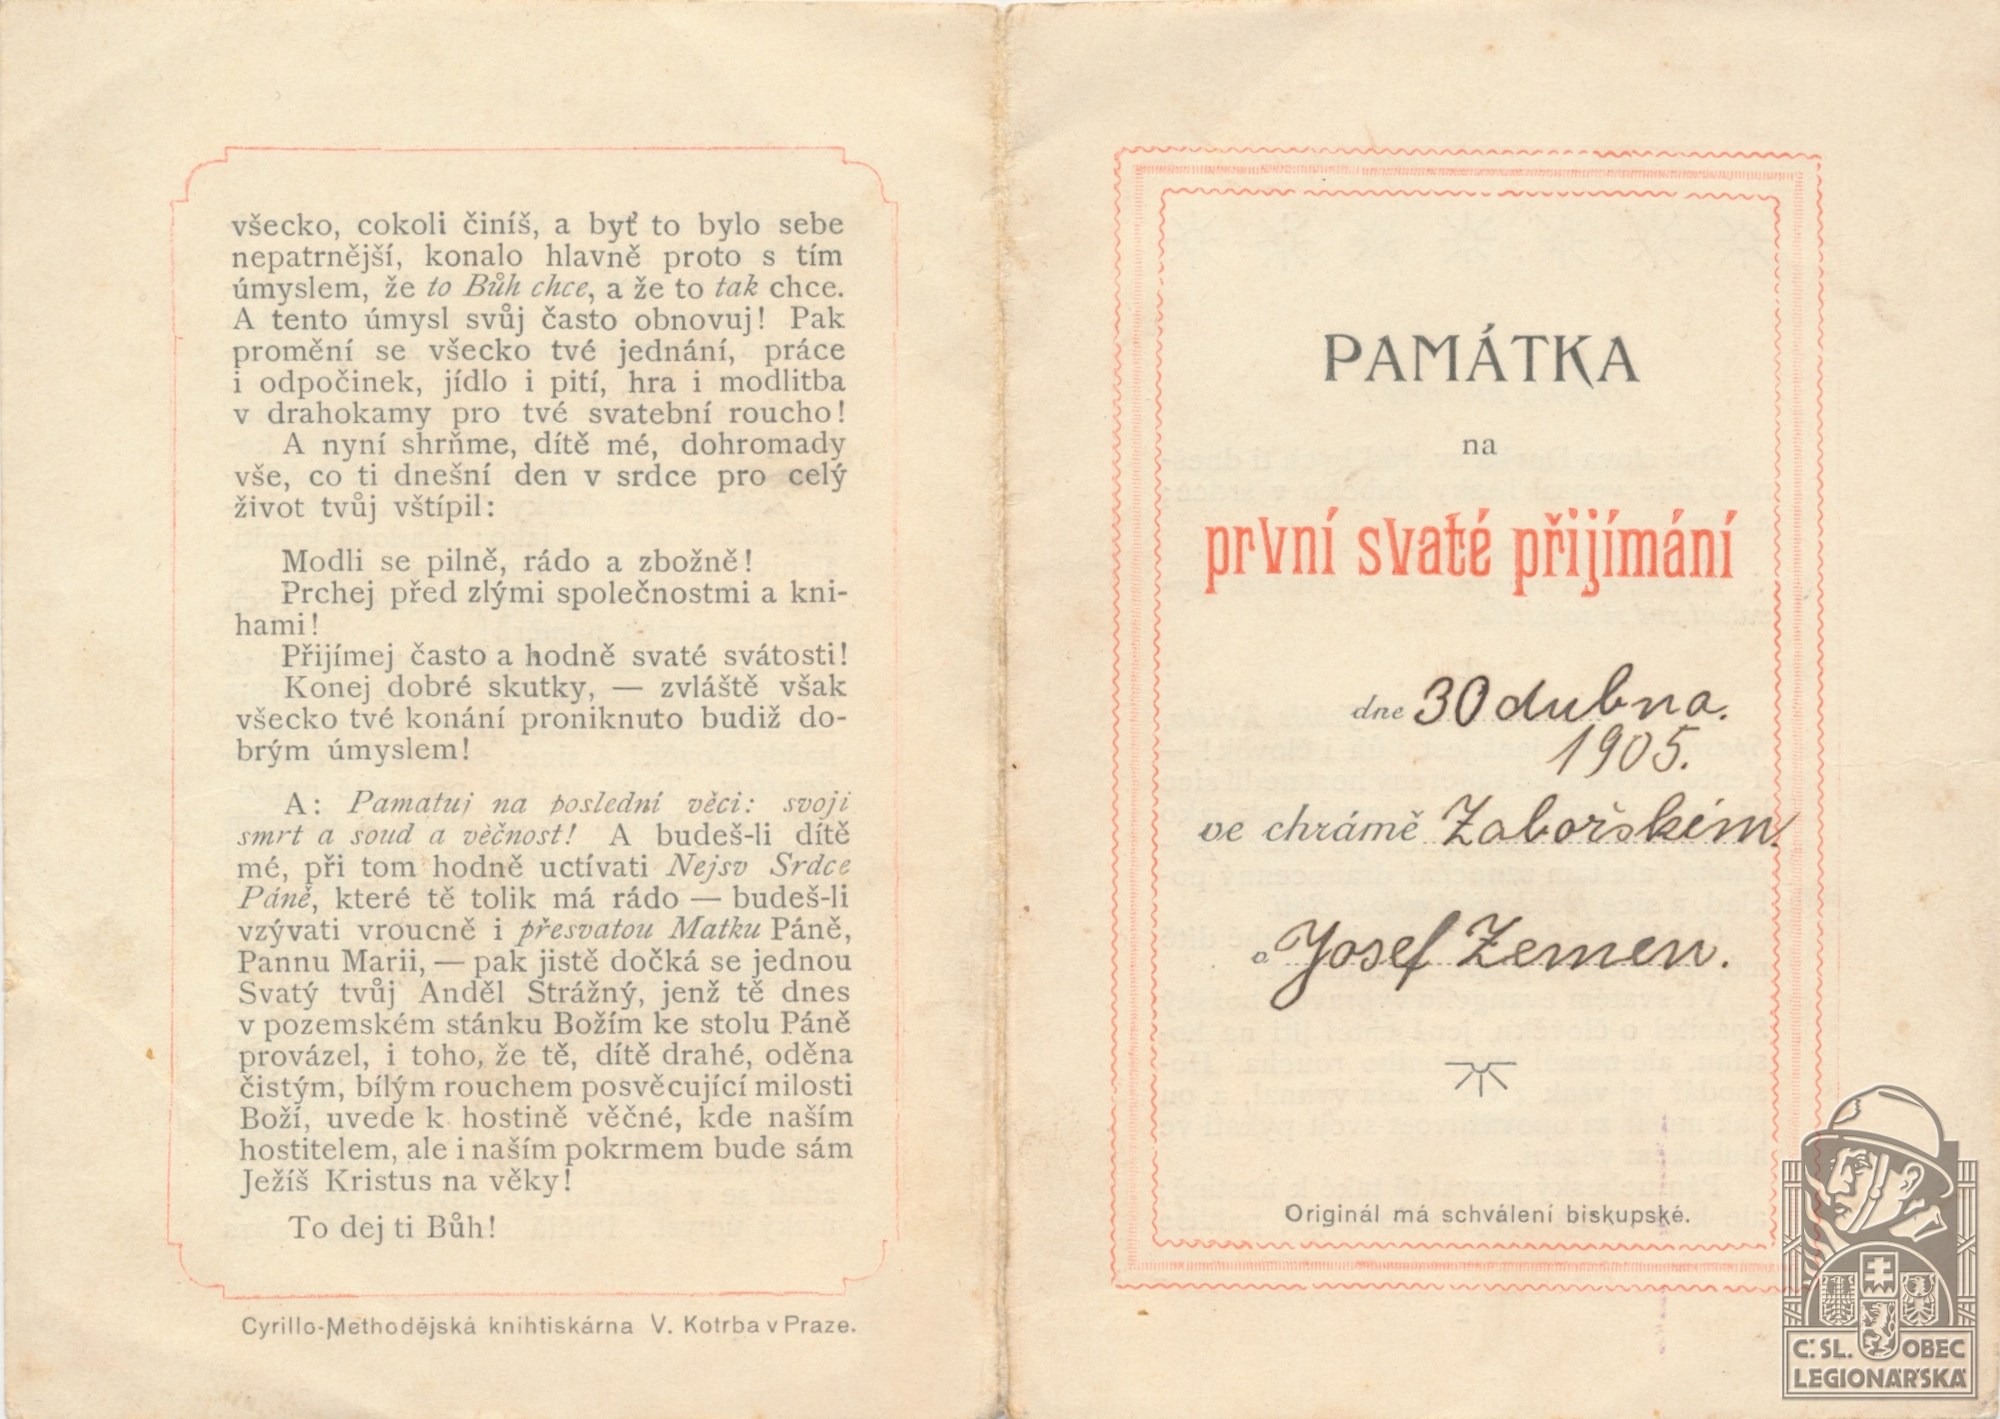 všecko, cokoli činíš, a byť to bylo sebe
nepatrnější, konalo hlavně proto s tím
úmyslem, že to Bůh chce, a že to tak chce.
A tento úmysl svůj často obnovuj! Pak
promění se všecko tvé jednání, práce
i odpočinek, jídlo i pití, hra i modlitba
v drahokamy pro tvé svatební roucho!
A nyní shrňme, dítě mé, dohromady
vše, co ti dnešní den v srdce pro celý
život tvůj vštípil:
Modli se pilně, rádo a zbožně!
Prchej před zlými společnostmi a kni-
hami!
Přijímej často a hodně svaté svátosti!
Konej dobré skutky, — zvláště však
všecko tvé konání proniknuto budiž do-
brým úmyslem!
A: Pamatuj na poslední věci: svoji
smrt a soud a věčnost! A budeš-li dítě
mé, při tom hodně uctívati Nejsv Srdce
Páně, které tě tolik má rádo — budeš-li
vzývati vroucně i přesvatou Matku Páně,
Pannu Marii, — pak jistě dočká se jednou
Svatý tvůj Anděl Strážný, jenž tě dnes
v pozemském stánku Božím ke stolu Páně
provázel, i toho, že tě, dítě drahé, oděna
čistým, bílým rouchem posvěcující milosti
Boží, uvede k hostině věčné, kde naším
hostitelem, ale i naším pokrmem bude sám
Ježíš Kristus na věky!
To dej ti Bůh!
Cyrillo-Methodějská knihtiskárna V. Kotrba v Praze.
PAMÁTKA
na
první svaté přijímání
dne 30 dubna.
1905.
ve chrámě Zabořském.
Josef Zemen.
Originál má schválení biskupské.
Č. SL. OBEC
LEGIONÁŘSKÁ